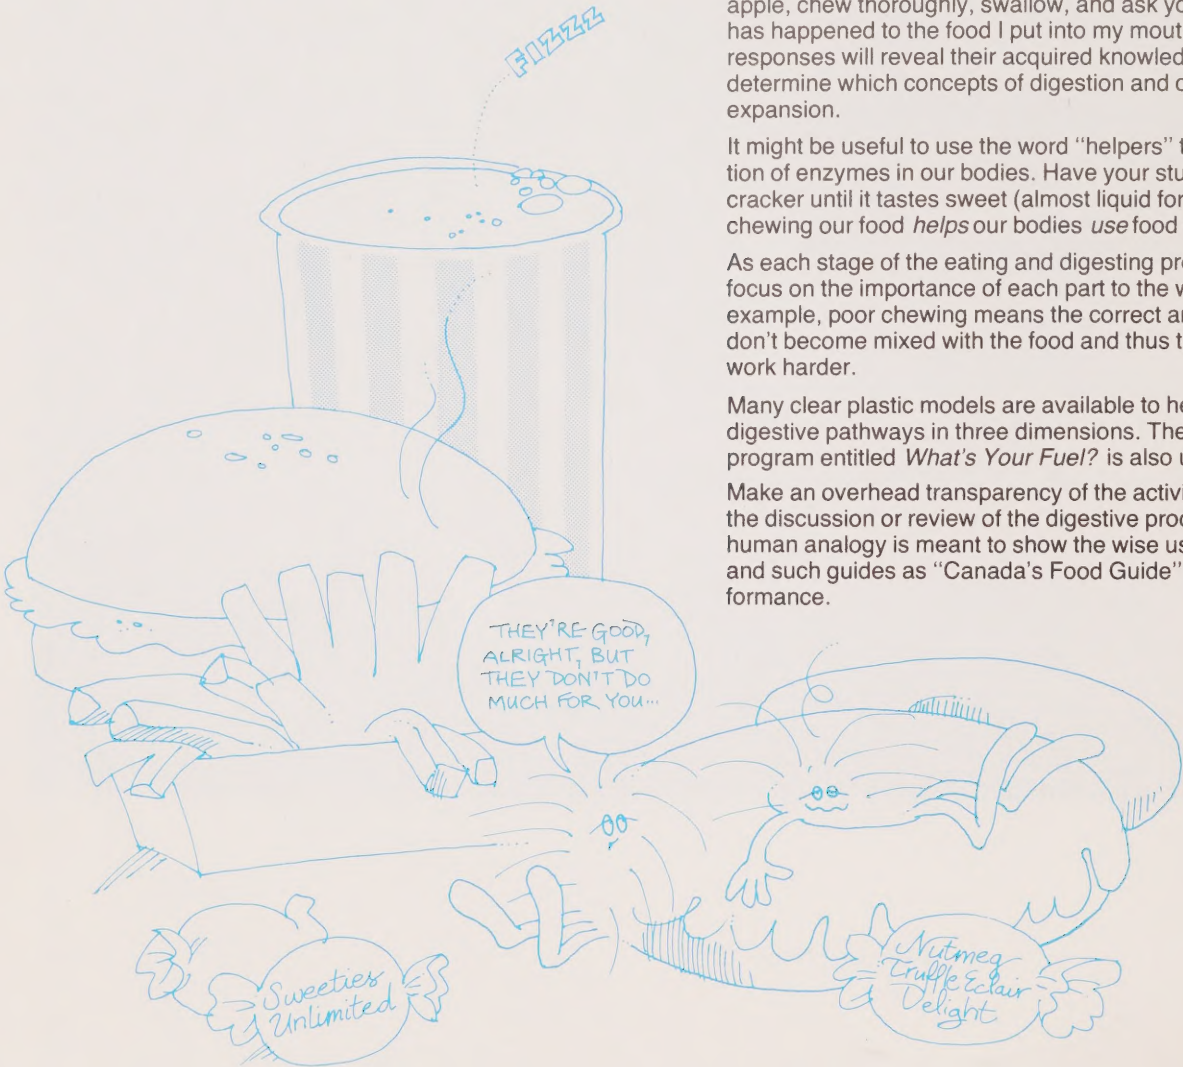 apple, chew thoroughly, swallow, and ask yo
has happened to the food I put into my mout
responses will reveal their acquired knowled
determine which concepts of digestion and c
expansion.
It might be useful to use the word "helpers" t
tion of enzymes in our bodies. Have your stu
cracker until it tastes sweet (almost liquid for
chewing our food helps our bodies use food
As each stage of the eating and digesting pro
focus on the importance of each part to the w
example, poor chewing means the correct ar
don't become mixed with the food and thus t
work harder.
Many clear plastic models are available to he
digestive pathways in three dimensions. The
program entitled What's Your Fuel? is also u
Make an overhead transparency of the activi
the discussion or review of the digestive proc
human analogy is meant to show the wise us
and such guides as "Canada's Food Guide"
formance.
FIZZZ
THEY'RE GOOD,
ALRIGHT, BUT
THEY DON'T DO
MUCH FOR YOU...
Sweeties
Unlimited
Nutmeg
Truffle Eclair
Delight